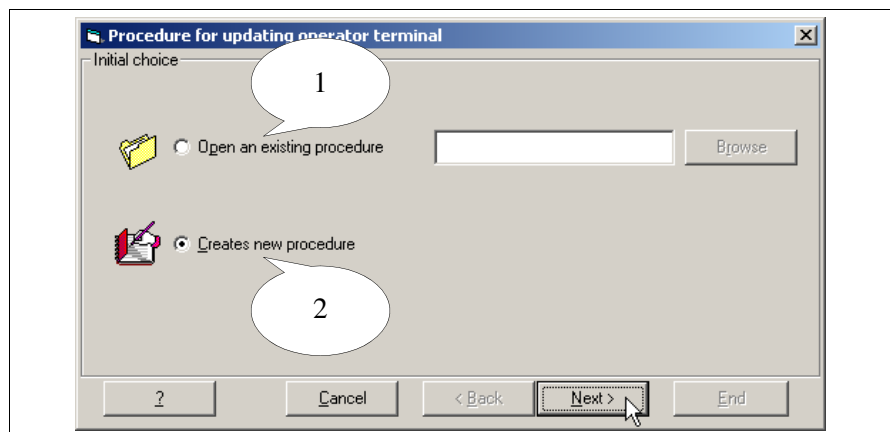 Procedure for updating operator terminal
Initial choice
1
Open an existing procedure
Browse
Creates new procedure
2
?
Cancel
< Back
Next >
End